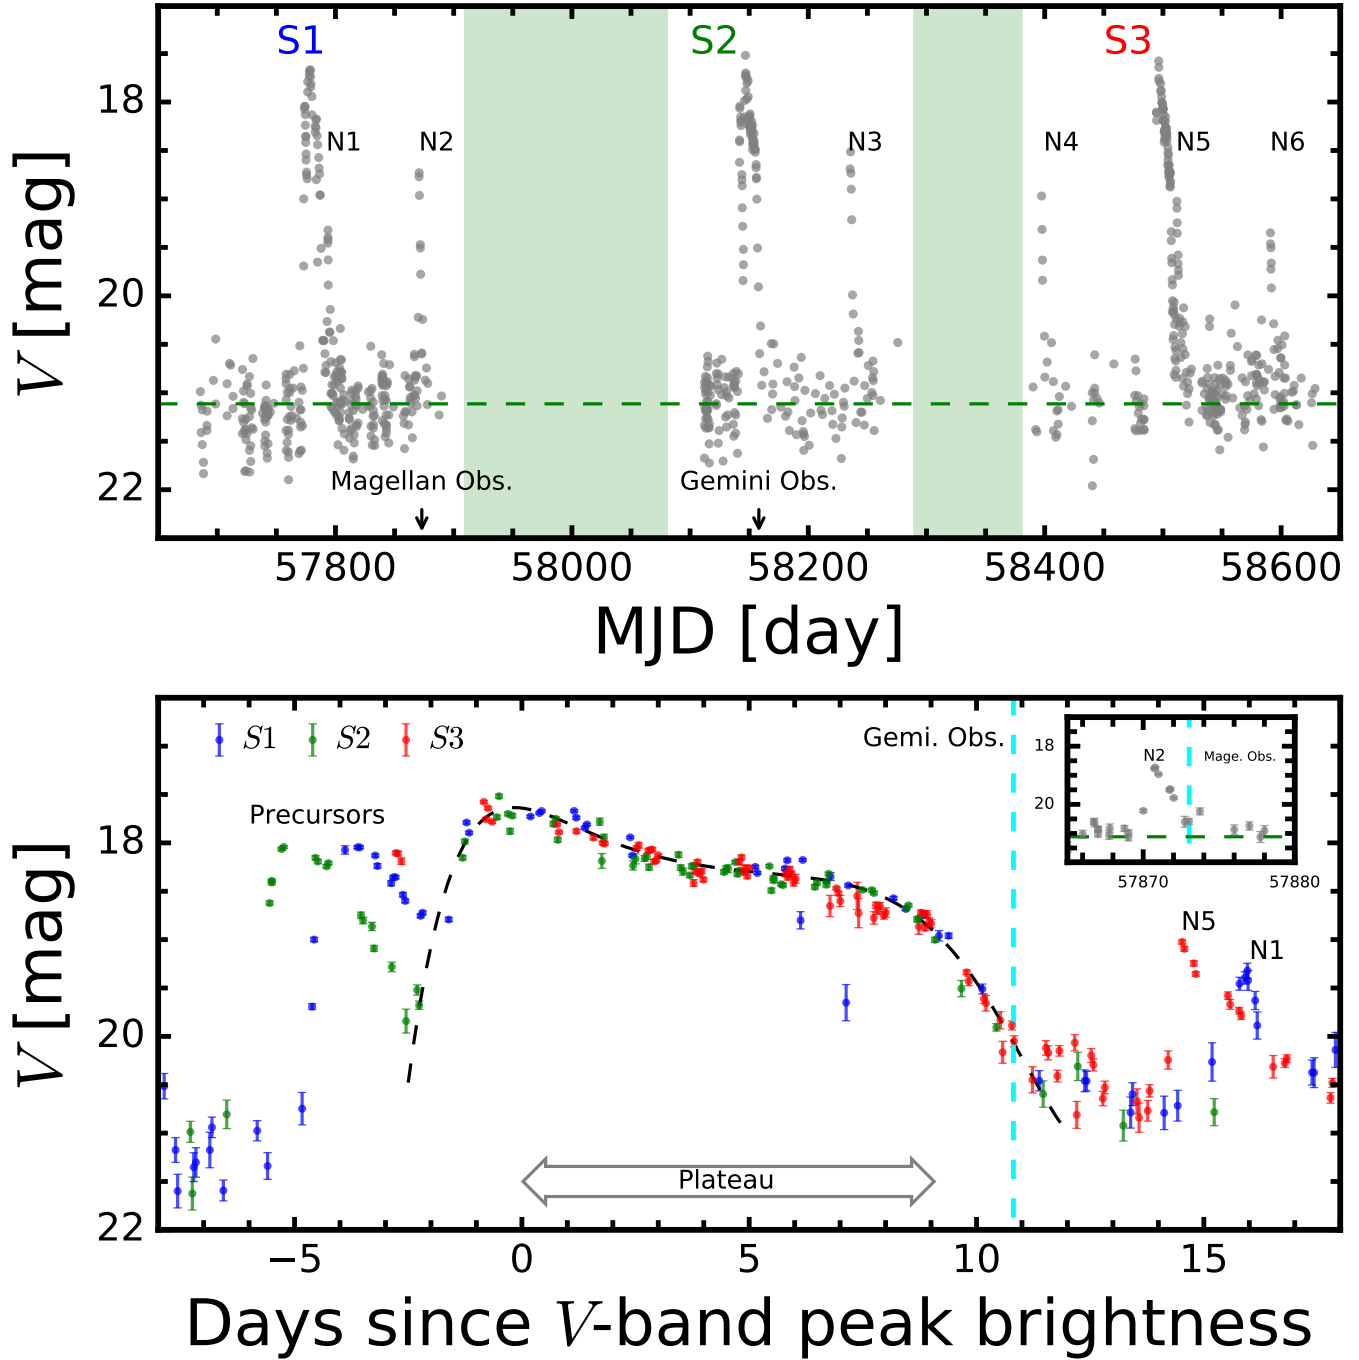 S1
S2
S3
18
N1
N2
N3
N4
N5
N6
V [mag]
20
22
Magellan Obs.
Gemini Obs.
57800
58000
58200
58400
58600
MJD [day]
S1
S2
S3
Gemi. Obs.
18
N2
Mage. Obs.
20
57870
57880
Precursors
18
V [mag]
N5
N1
20
Plateau
22
−5
0
5
10
15
Days since V-band peak brightness